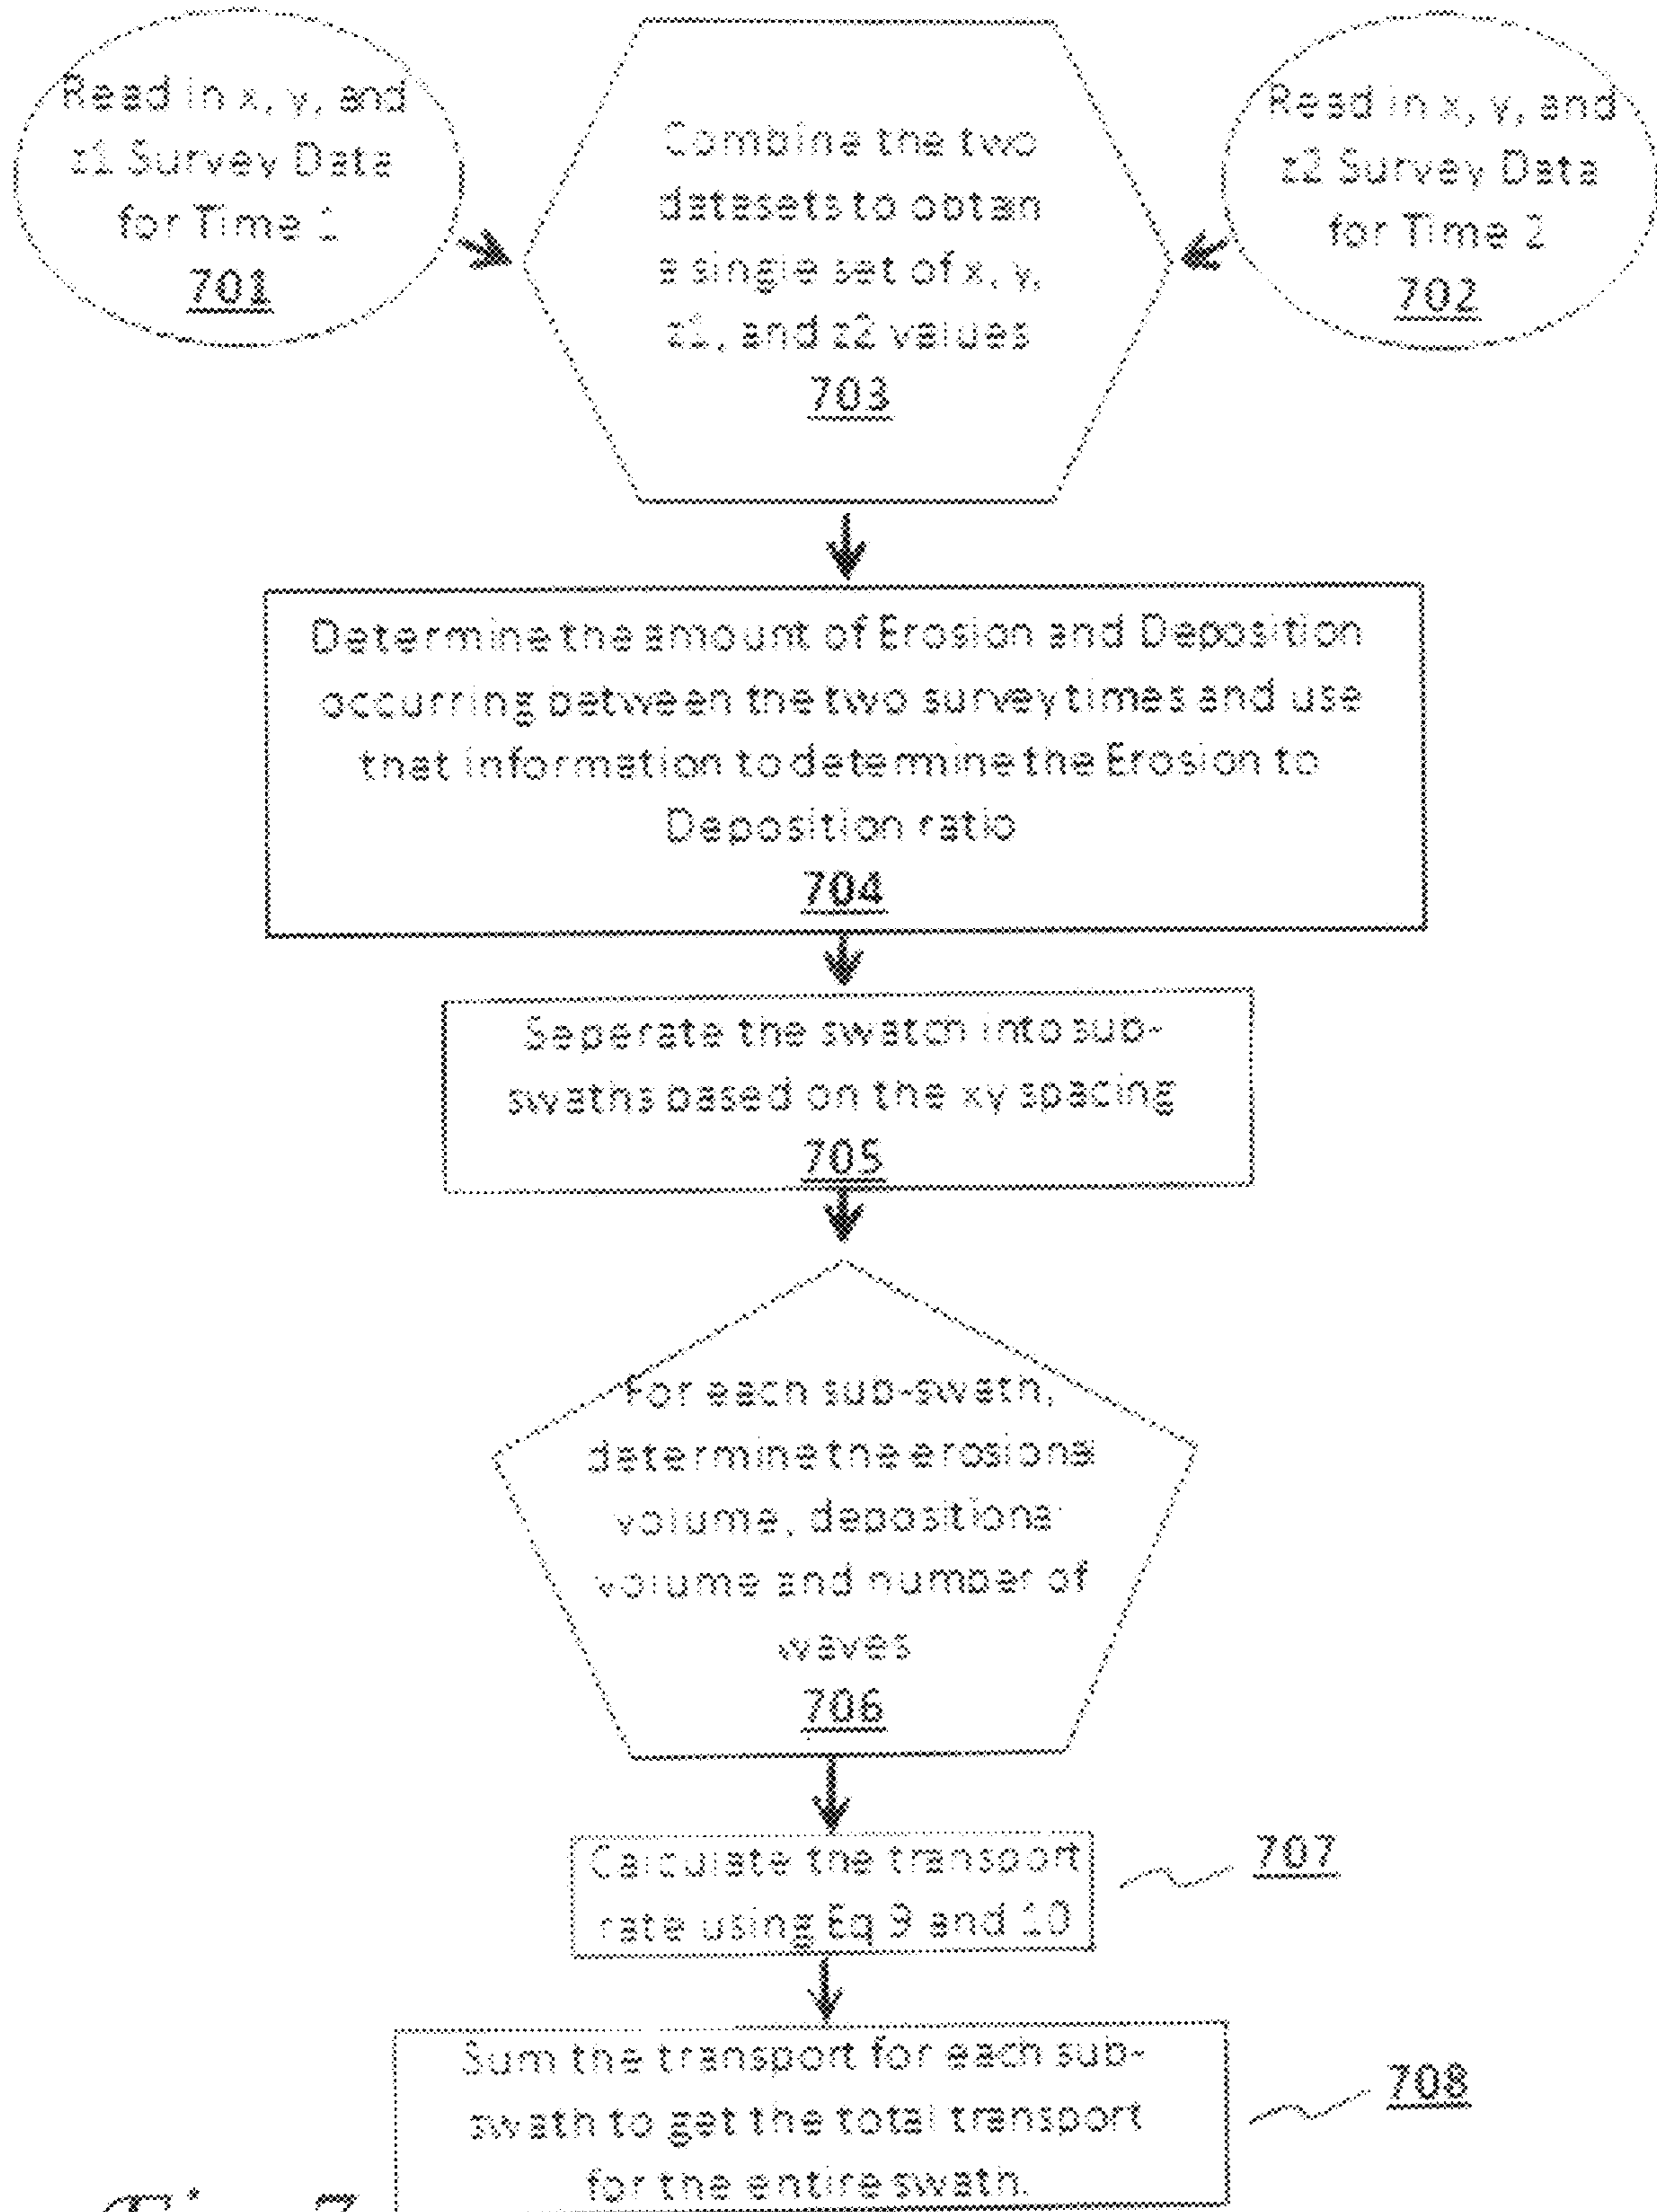 Read in x, y, and
z1 Survey Data
for Time 1
701
Combine the two
datasets to obtain
a single set of x, y,
z1, and z2 values
703
Read in x, y, and
z2 Survey Data
for Time 2
702
Determine the amount of Erosion and Deposition
occurring between the two survey times and use
that information to determine the Erosion to
Deposition ratio
704
Seperate the swatch into sub-
swaths based on the xy spacing
705
For each sub-swath,
determine the erosional
volume, depositional
volume and number of
waves
706
Calculate the transport
rate using Eq 9 and 10
707
Sum the transport for each sub-
swath to get the total transport
for the entire swath.
708